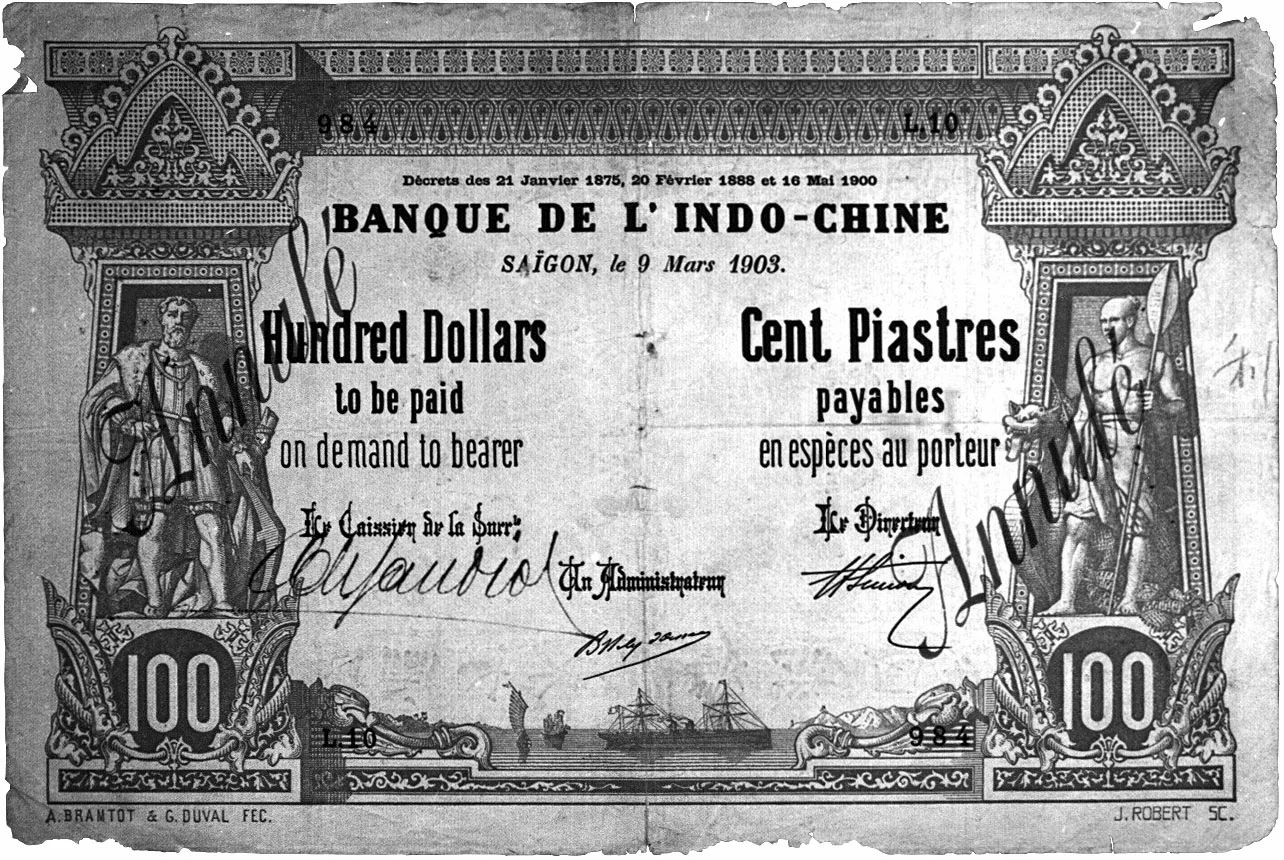 984 L.10
Décrets des 21 Janvier 1875, 20 Février 1888 et 16 Mai 1900
BANQUE DE L'INDO-CHINE
SAÏGON, le 9 Mars 1903.
Hundred Dollars
to be paid
on demand to bearer
Cent Piastres
payables
en espèces au porteur
Annulé
Annulé
Le Caissier de la Surrle
Le Directeur
Un Administrateur
100
100
L.10 984
A. BRAMTOT & G. DUVAL FEC.
J. ROBERT SC.